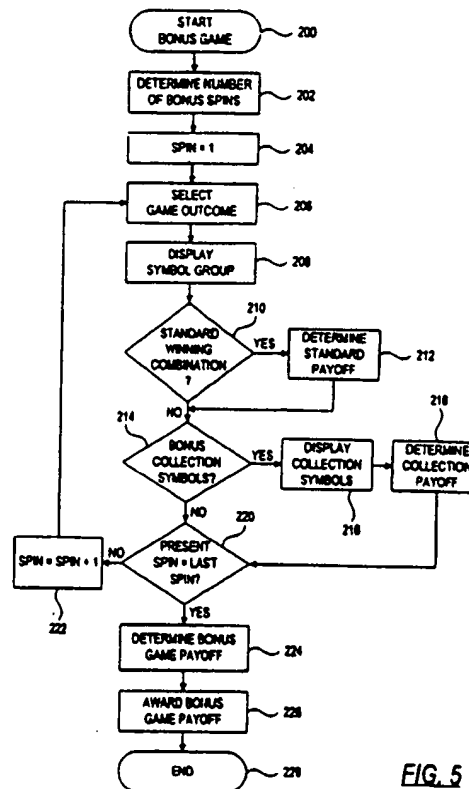 START
BONUS GAME
200
DETERMINE NUMBER
OF BONUS SPINS
202
SPIN = 1
204
SELECT
GAME OUTCOME
206
DISPLAY
SYMBOL GROUP
208
210
STANDARD
WINNING
COMBINATION
?
YES
DETERMINE
STANDARD
PAYOFF
212
NO
214
BONUS
COLLECTION
SYMBOLS?
YES
DISPLAY
COLLECTION
SYMBOLS
216
218
DETERMINE
COLLECTION
PAYOFF
NO
220
PRESENT
SPIN = LAST
SPIN?
NO
SPIN = SPIN + 1
222
YES
DETERMINE BONUS
GAME PAYOFF
224
AWARD BONUS
GAME PAYOFF
226
END
228
FIG. 5